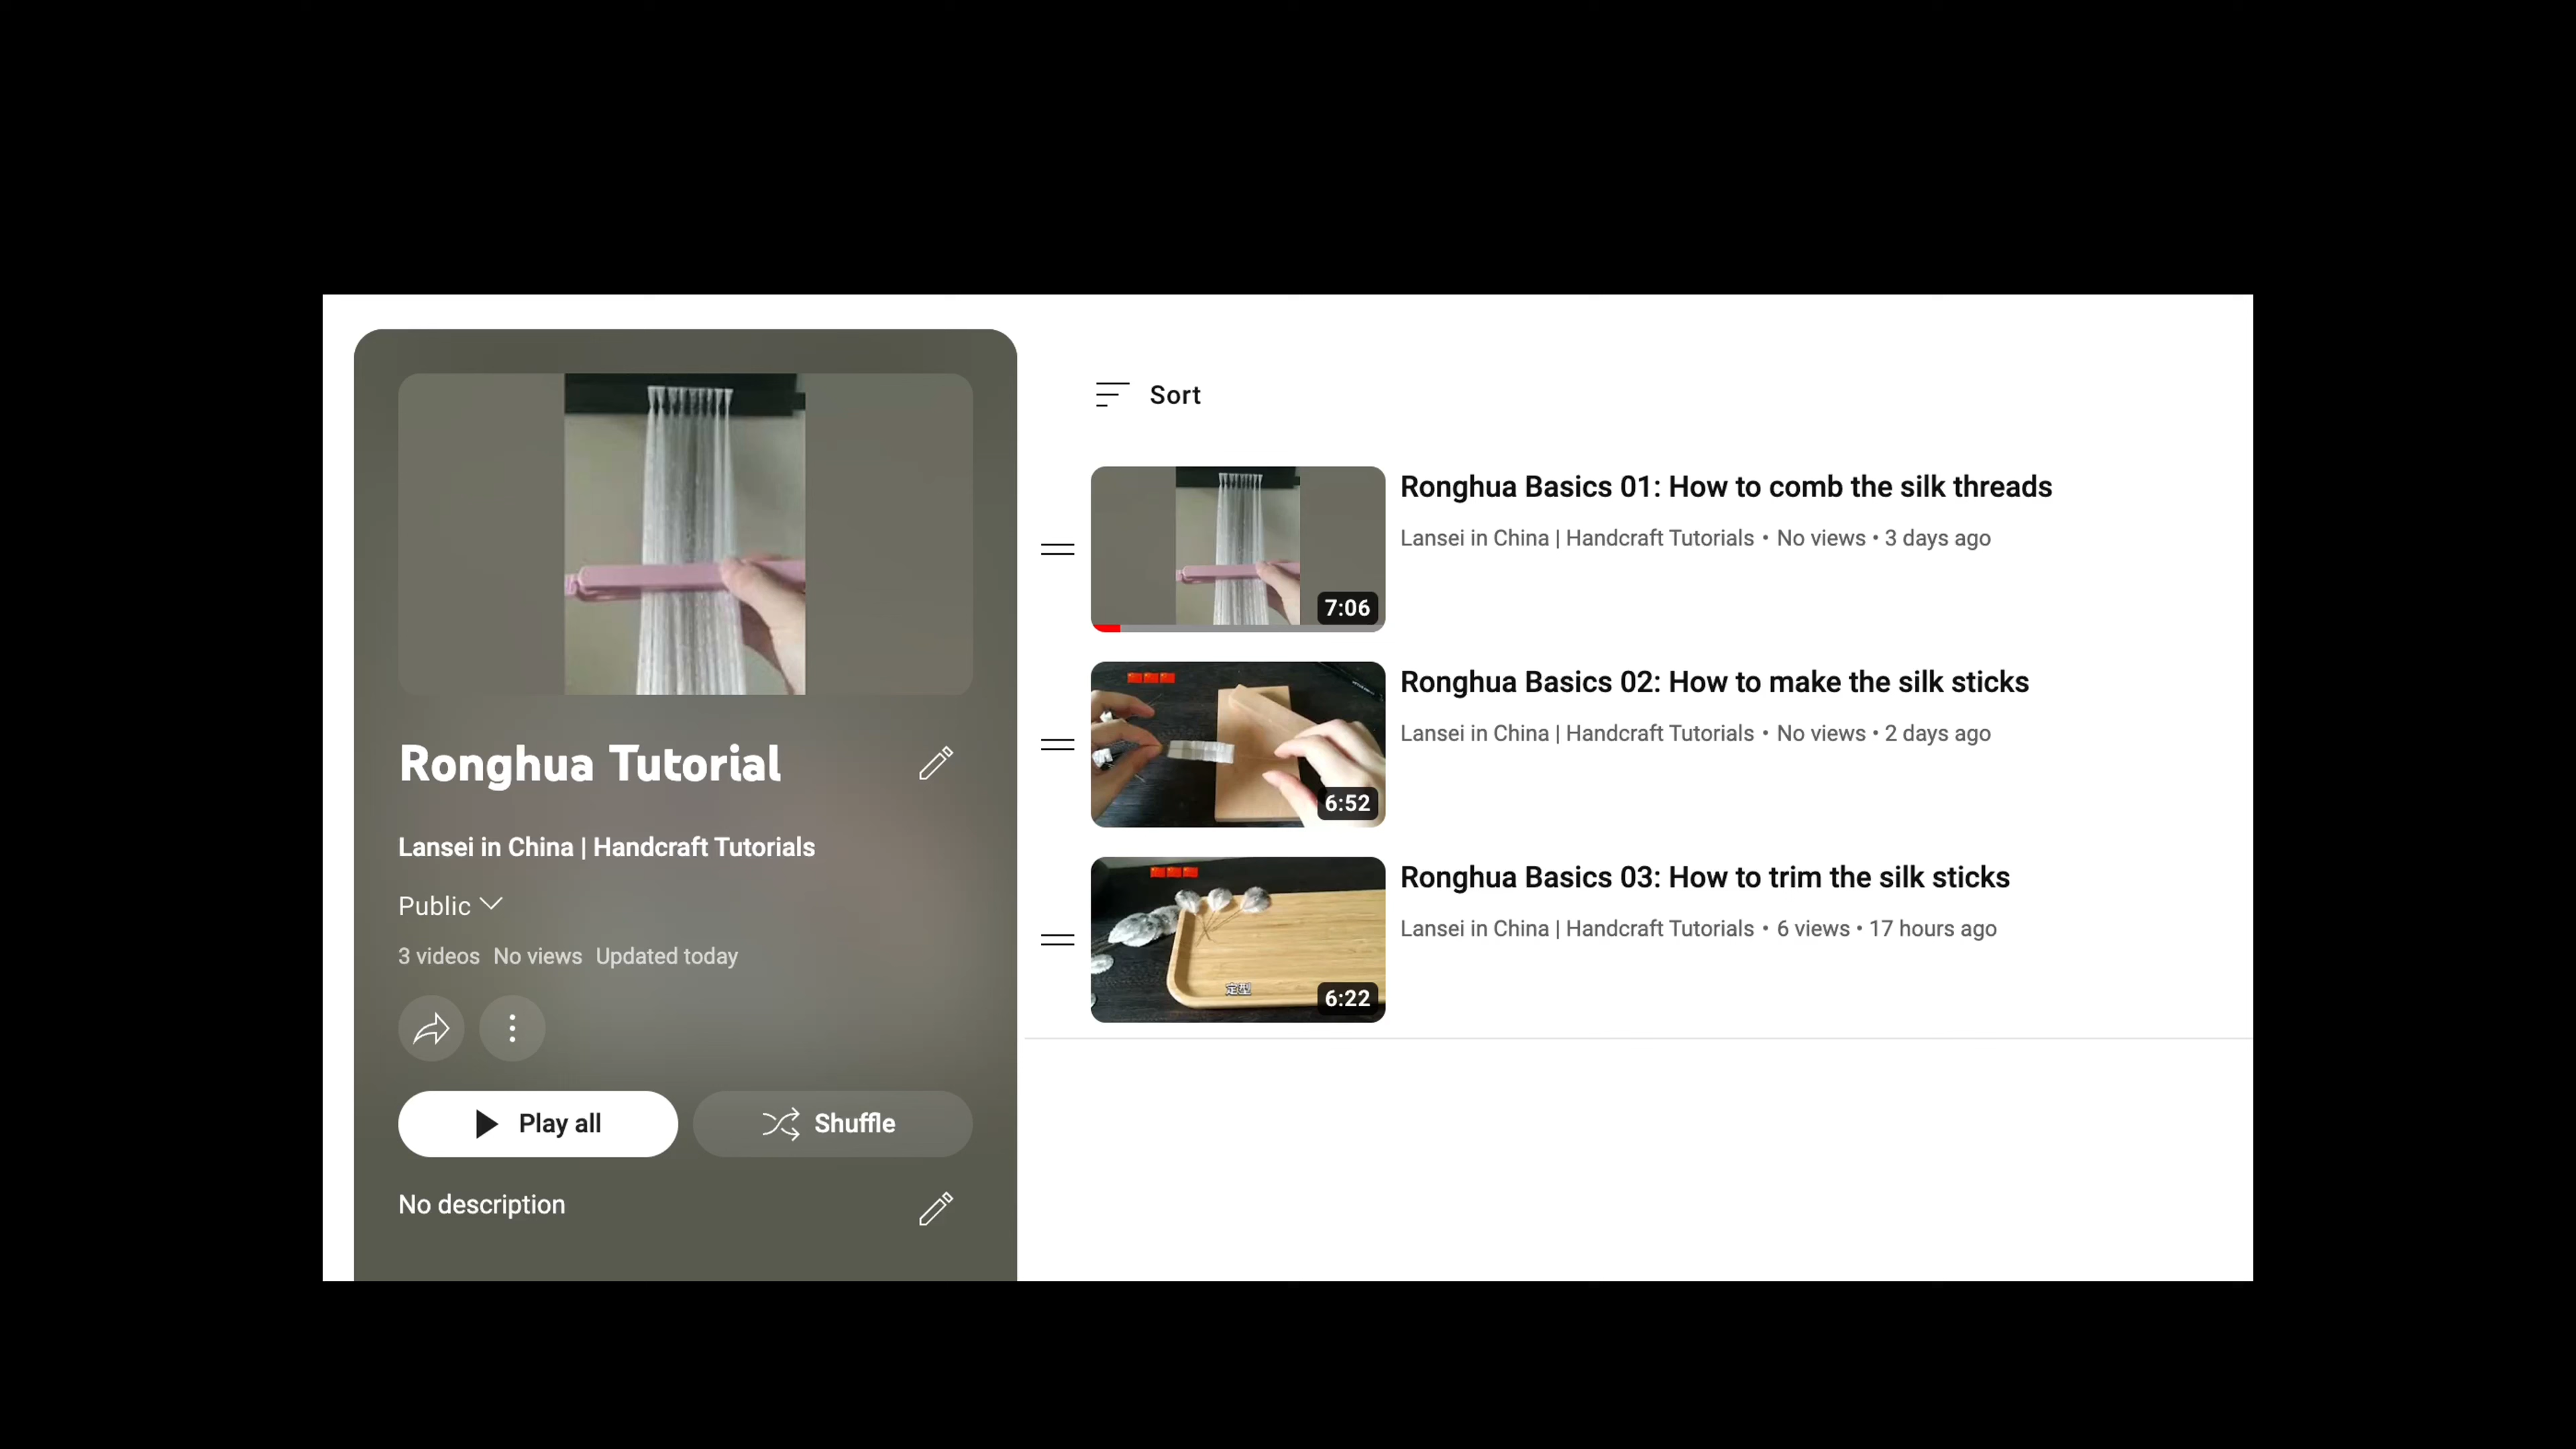 Ronghua Tutorial
Lansei in China | Handcraft Tutorials
Public
3 videos No views Updated today
Play all
Shuffle
No description
Sort
Ronghua Basics 01: How to comb the silk threads
Lansei in China | Handcraft Tutorials • No views • 3 days ago
7:06
Ronghua Basics 02: How to make the silk sticks
Lansei in China | Handcraft Tutorials • No views • 2 days ago
6:52
Ronghua Basics 03: How to trim the silk sticks
Lansei in China | Handcraft Tutorials • 6 views • 17 hours ago
定型
6:22